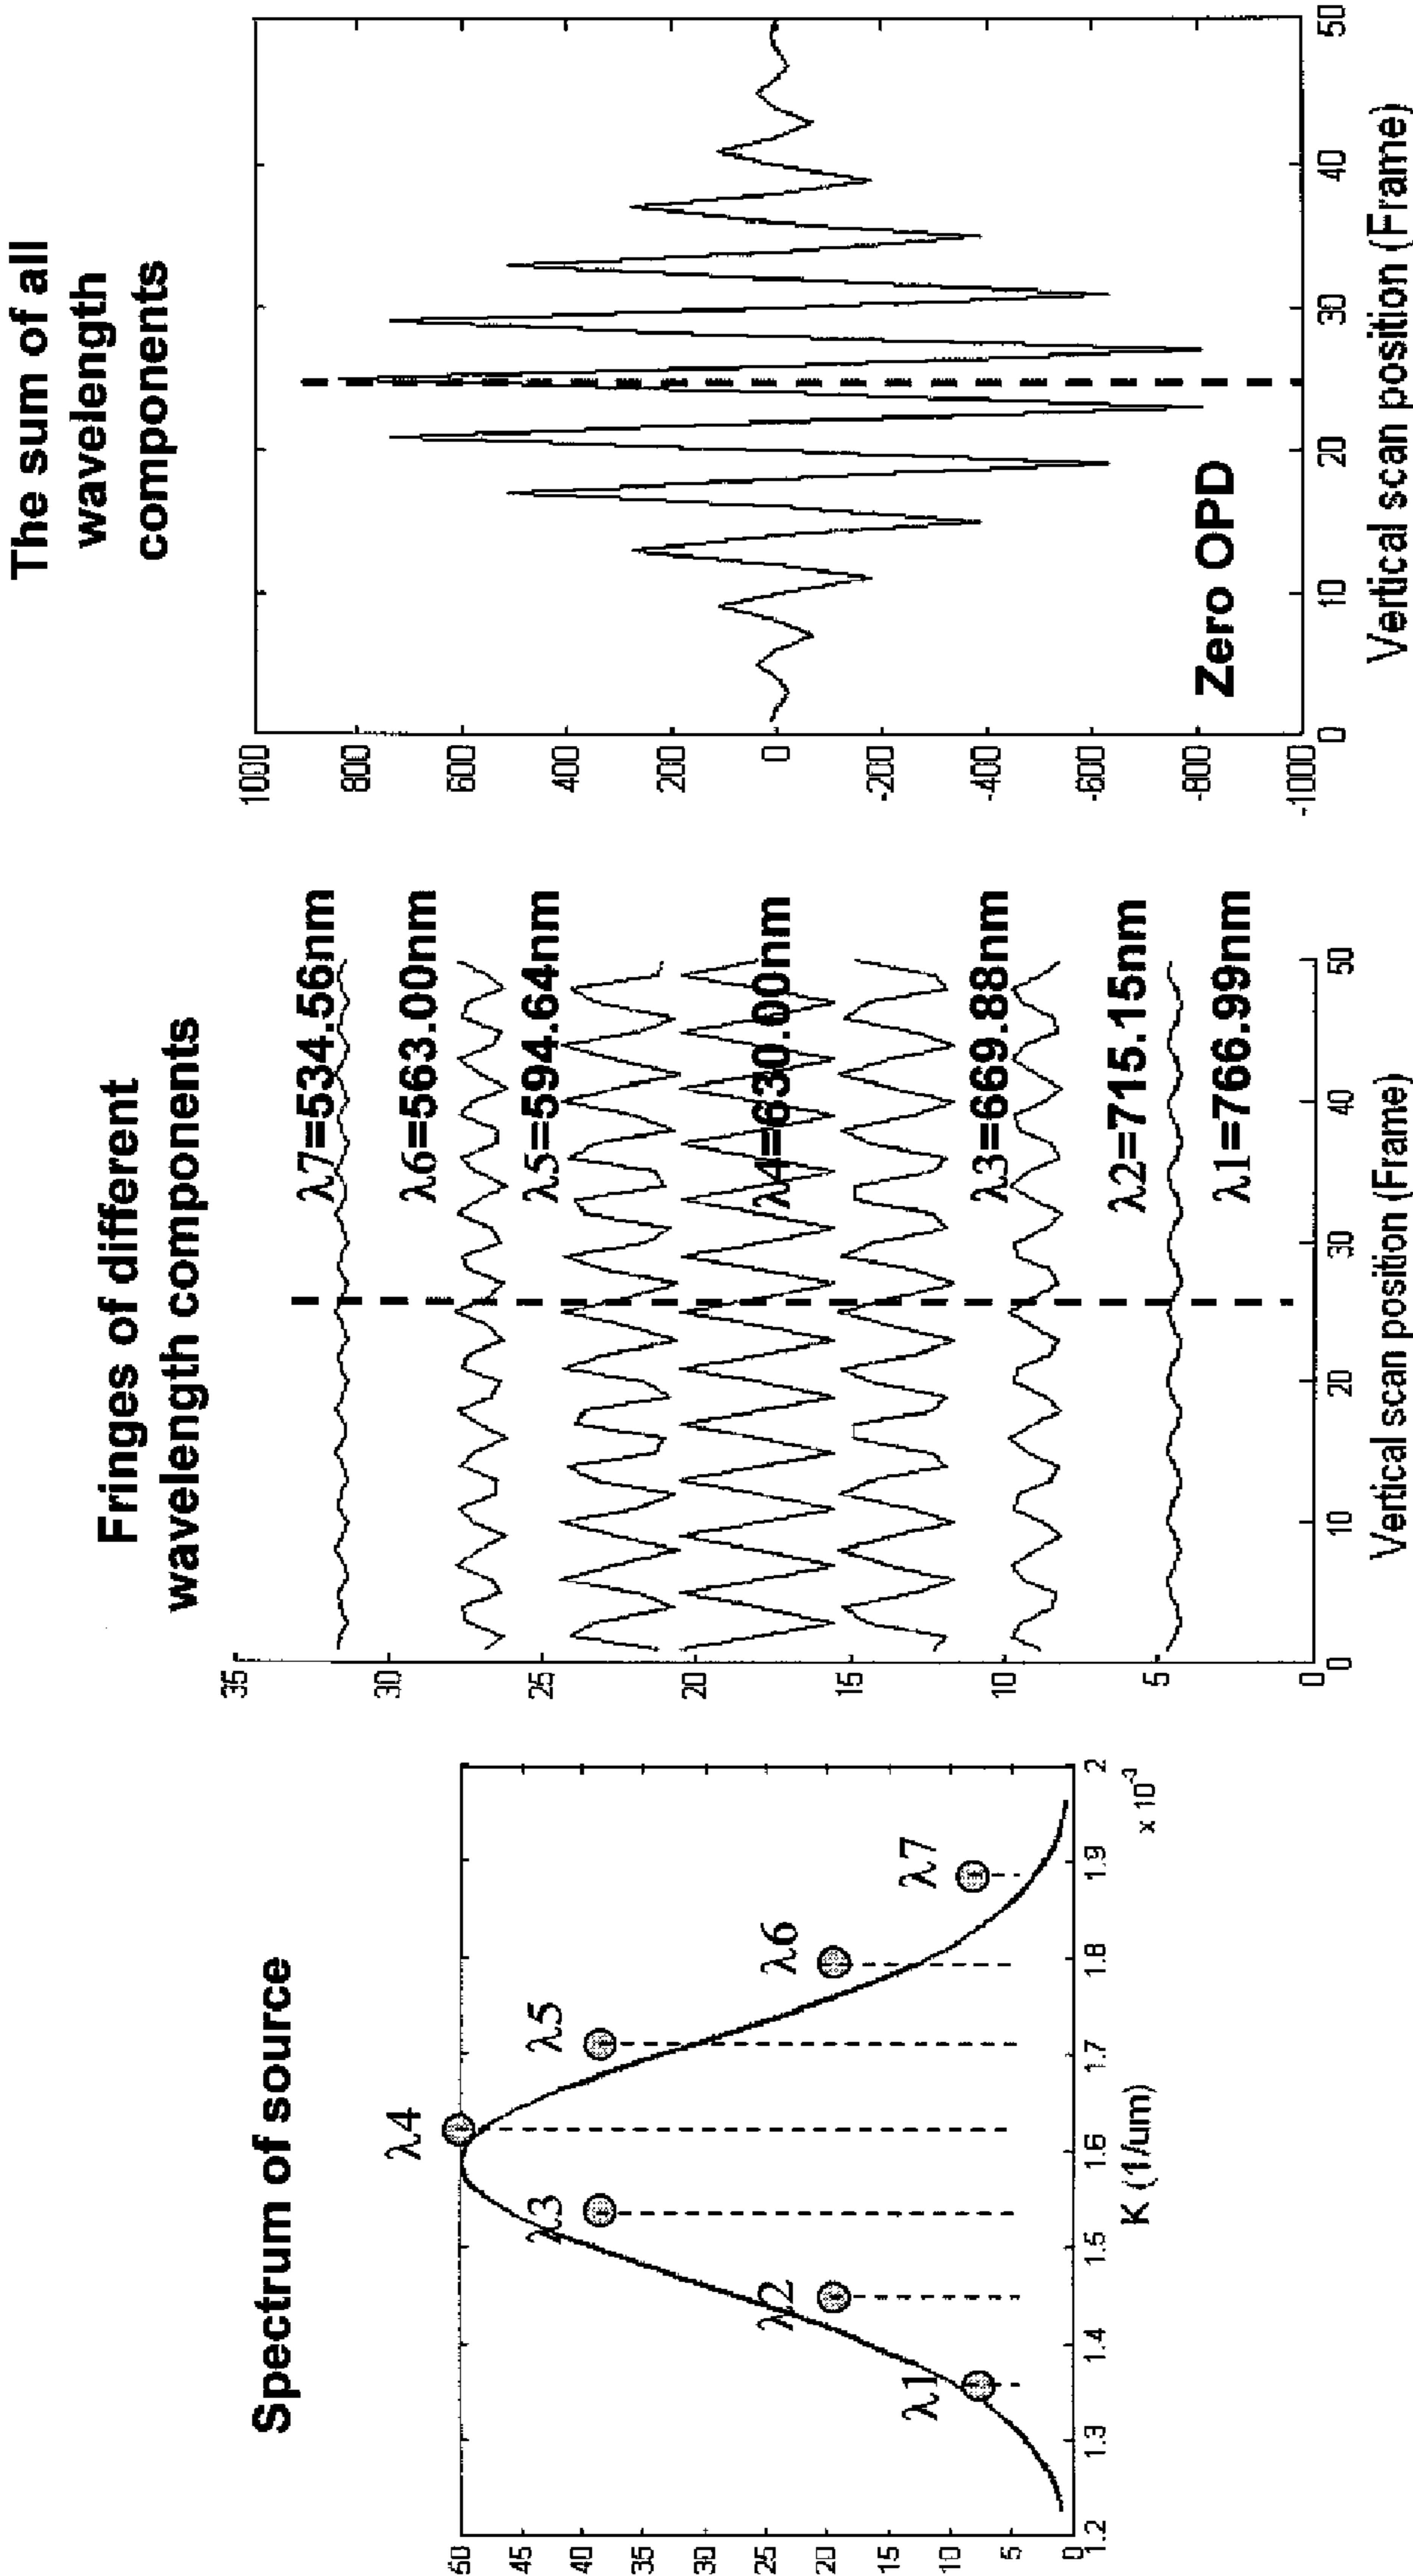 Spectrum of source
50
45
40
35
30
25
20
15
10
5
0
λ1
λ2
λ3
λ4
λ5
λ6
λ7
1.2
1.3
1.4
1.5
1.6
1.7
1.8
1.9
2
x 10⁻³
K (1/um)
Fringes of different
wavelength components
35
30
25
20
15
10
5
0
λ7=534.56nm
λ6=563.00nm
λ5=594.64nm
λ4=630.00nm
λ3=669.88nm
λ2=715.15nm
λ1=766.99nm
0
10
20
30
40
50
Vertical scan position (Frame)
The sum of all
wavelength
components
1000
800
600
400
200
0
-200
-400
-600
-800
-1000
Zero OPD
0
10
20
30
40
50
Vertical scan position (Frame)